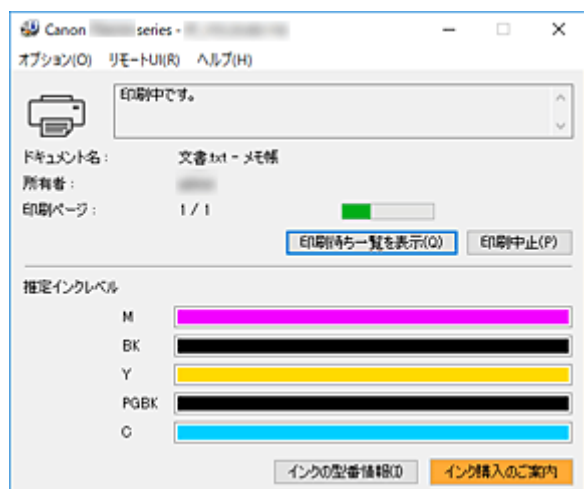 Canon series -
オプション(O) リモートUI(R) ヘルプ(H)
印刷中です。
ドキュメント名： 文書.txt - メモ帳
所有者：
印刷ページ： 1 / 1
印刷待ち一覧を表示(Q) 印刷中止(P)
推定インクレベル
M
BK
Y
PGBK
C
インクの型番情報(I) インク購入のご案内